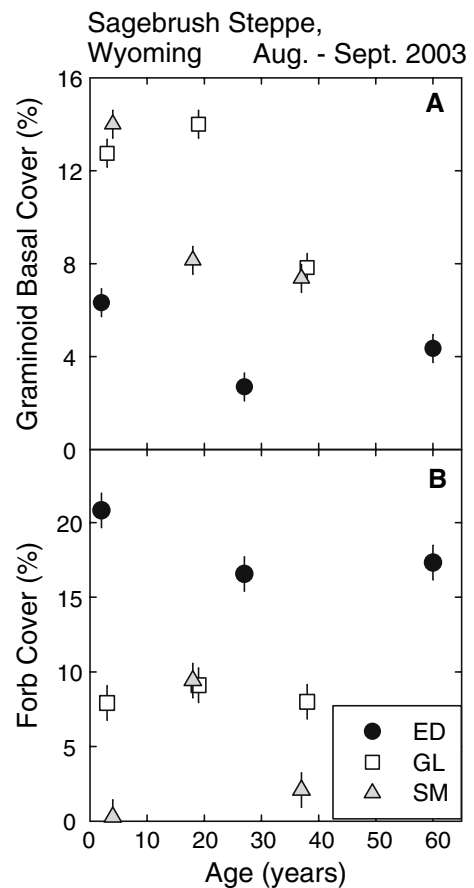 Sagebrush Steppe,
Wyoming Aug. - Sept. 2003
16
12
8
4
0
Graminoid Basal Cover (%)
A
20
15
10
5
0
Forb Cover (%)
B
ED
GL
SM
0 10 20 30 40 50 60
Age (years)